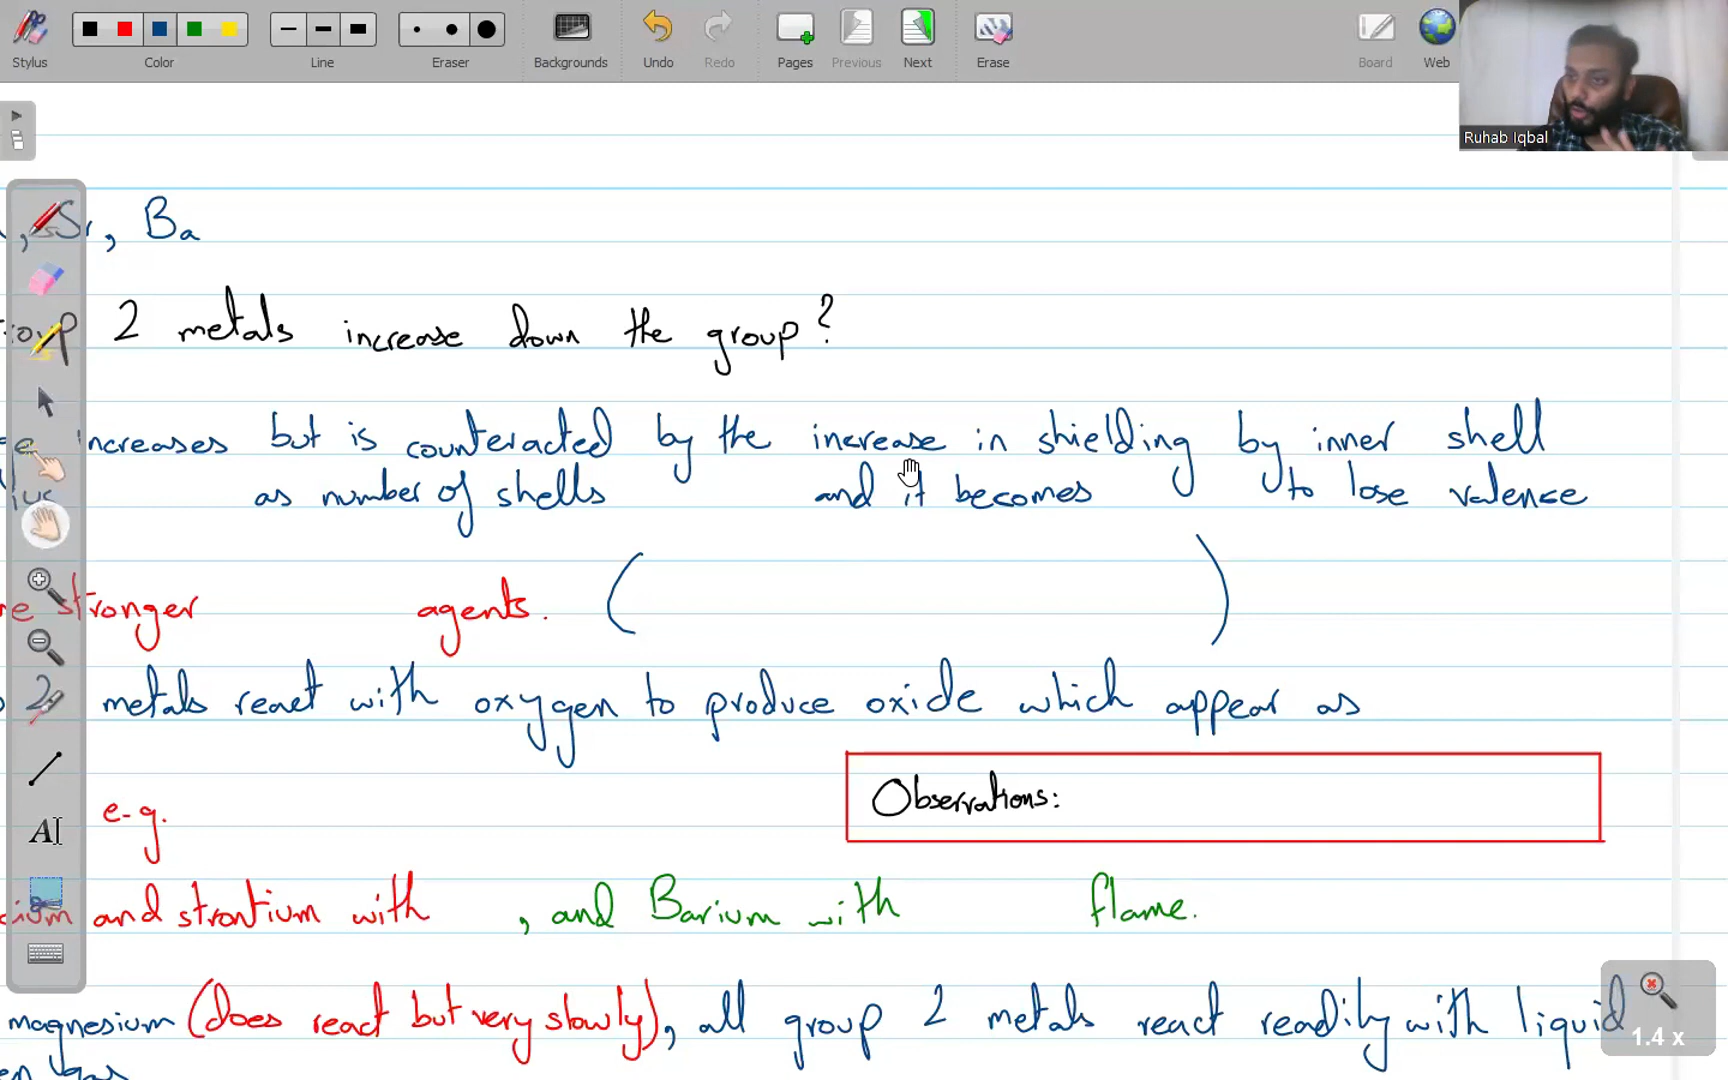 Stylus
Color
Line
Eraser
Backgrounds
Undo
Redo
Pages
Previous
Next
Erase
Board
Web
Ruhab Iqbal
, Sr, Ba
2 metals increase down the group?
increases but is counteracted by the increase in shielding by inner shell
as number of shells and it becomes to lose valence
stronger agents. ( )
2 metals react with oxygen to produce oxide which appear as
e-g.
Observations:
and strontium with , and Barium with flame.
magnesium (does react but very slowly), all group 2 metals react readily with liquid
1.4 x